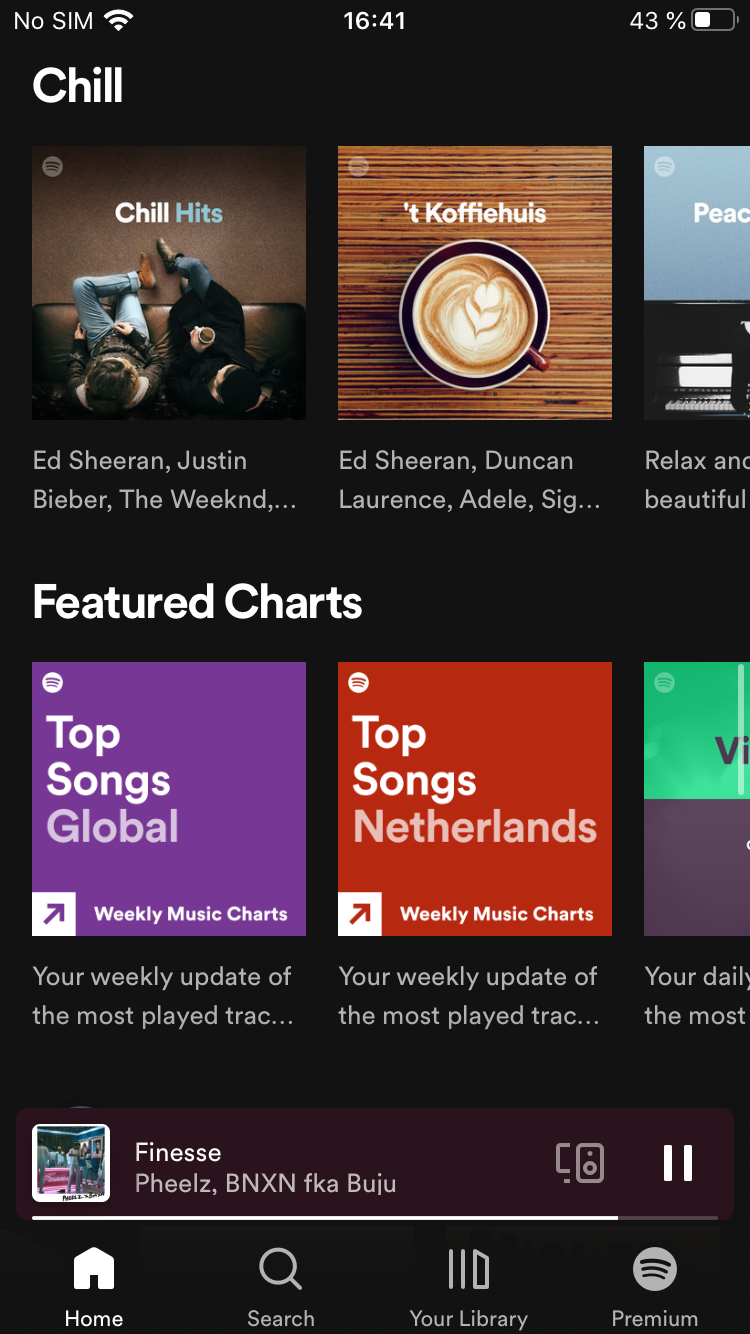 No SIM 16:41 43 %
Chill
Chill Hits
't Koffiehuis
Peac
Ed Sheeran, Justin
Bieber, The Weeknd,...
Ed Sheeran, Duncan
Laurence, Adele, Sig...
Relax and
beautiful
Featured Charts
Top
Songs
Global
Weekly Music Charts
Top
Songs
Netherlands
Weekly Music Charts
Vi
Your weekly update of
the most played trac...
Your weekly update of
the most played trac...
Your daily
the most
Finesse
Pheelz, BNXN fka Buju
Home
Search
Your Library
Premium